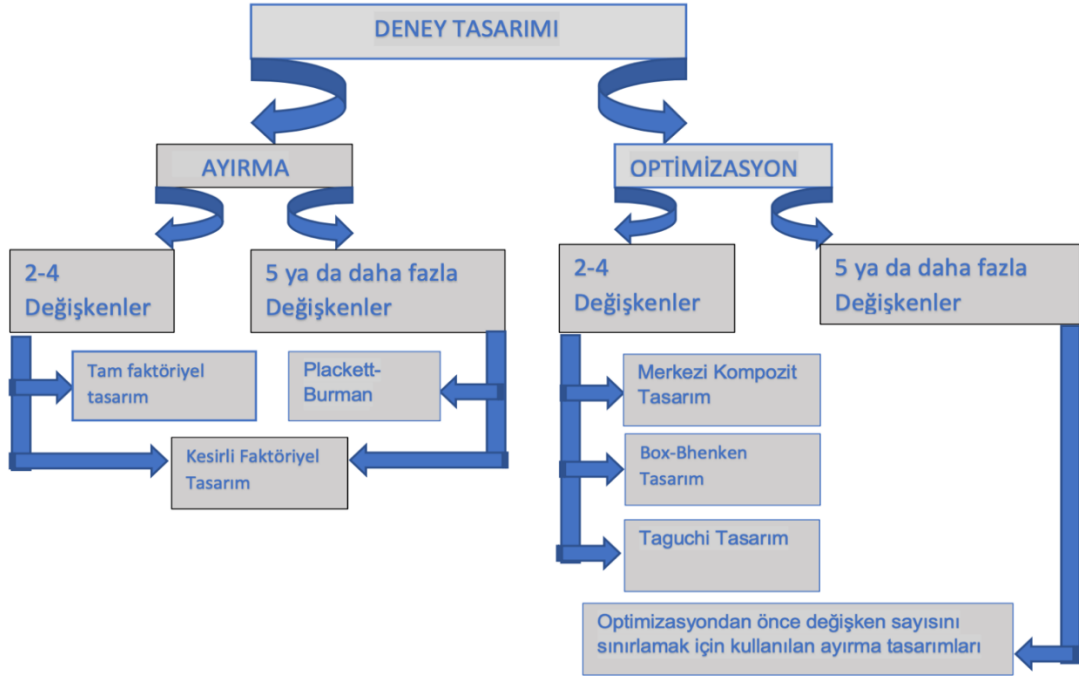 DENEY TASARIMI
AYIRMA
OPTİMİZASYON
2-4
Değişkenler
5 ya da daha fazla
Değişkenler
2-4
Değişkenler
5 ya da daha fazla
Değişkenler
Tam faktöriyel
tasarım
Plackett-
Burman
Kesirli Faktöriyel
Tasarım
Merkezi Kompozit
Tasarım
Box-Bhenken
Tasarım
Taguchi Tasarım
Optimizasyondan önce değişken sayısını
sınırlamak için kullanılan ayırma tasarımları